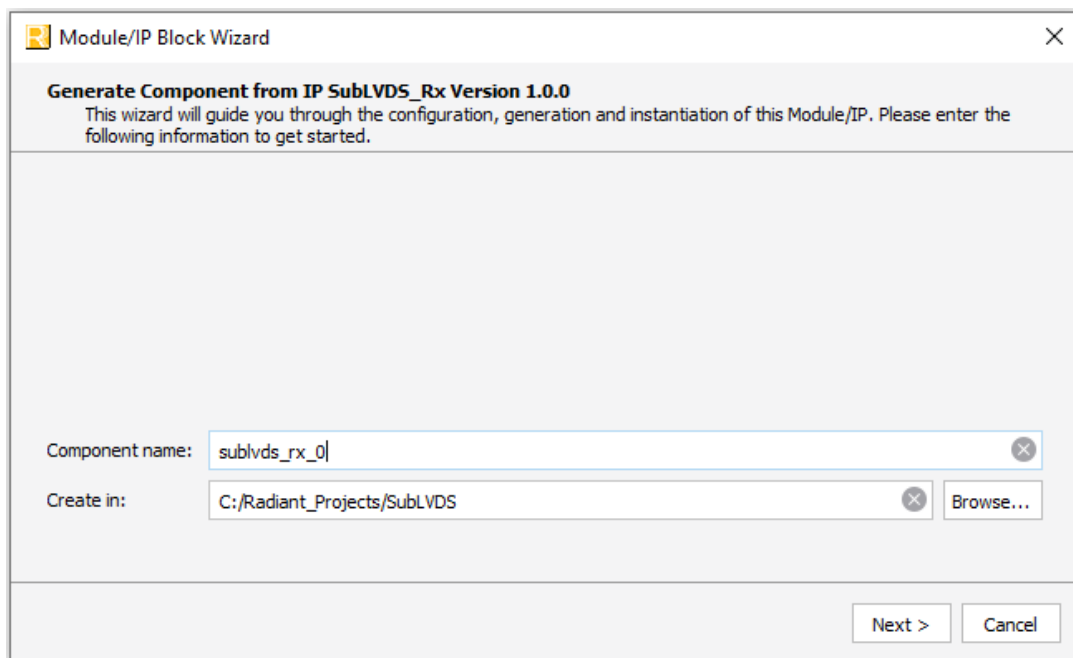 Module/IP Block Wizard
Generate Component from IP SubLVDS_Rx Version 1.0.0
This wizard will guide you through the configuration, generation and instantiation of this Module/IP. Please enter the
following information to get started.
Component name: sublvds_rx_0
Create in: C:/Radiant_Projects/SubLVDS Browse...
Next > Cancel